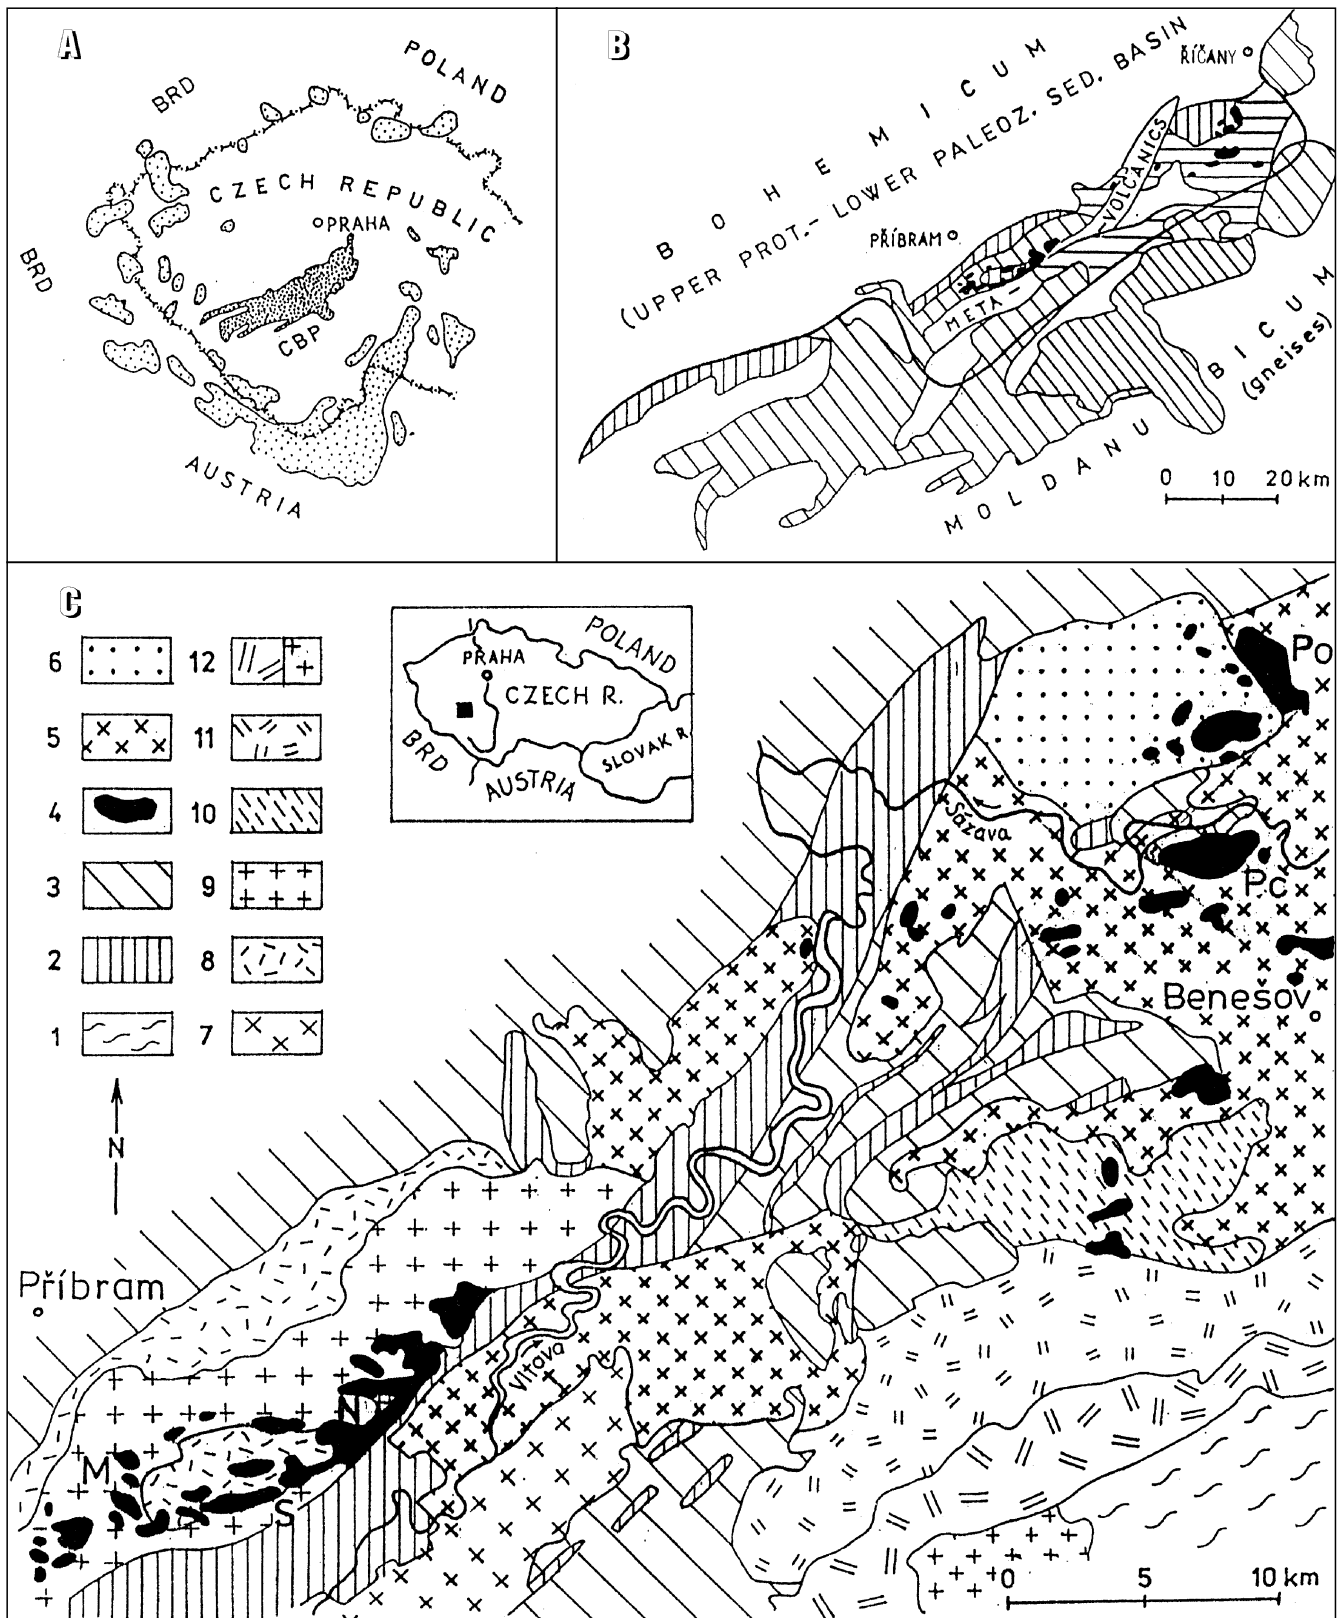 A
POLAND
BRD
CZECH REPUBLIC
PRAHA
BRD
CBP
AUSTRIA
B
BOHEMICUM
(UPPER PROT.- LOWER PALEOZ. SED. BASIN
ŘÍČANY
-VOLCANICS
PŘÍBRAM
META-
MOLDANUBICUM
(gneises)
0 10 20 km
C
6 12
5 11
4 10
3 9
2 8
1 7
N
POLAND
PRAHA
CZECH R.
BRD
SLOVAK R.
AUSTRIA
Po
Sázava
Pc
Benešov
Příbram
Vltava
M
S
0 5 10 km